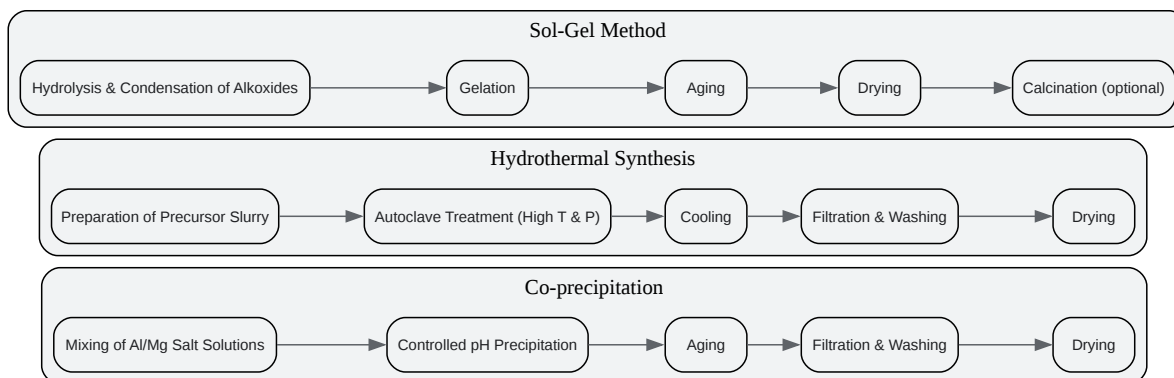 Sol-Gel Method
Hydrolysis & Condensation of Alkoxides
Gelation
Aging
Drying
Calcination (optional)
Hydrothermal Synthesis
Preparation of Precursor Slurry
Autoclave Treatment (High T & P)
Cooling
Filtration & Washing
Drying
Co-precipitation
Mixing of Al/Mg Salt Solutions
Controlled pH Precipitation
Aging
Filtration & Washing
Drying